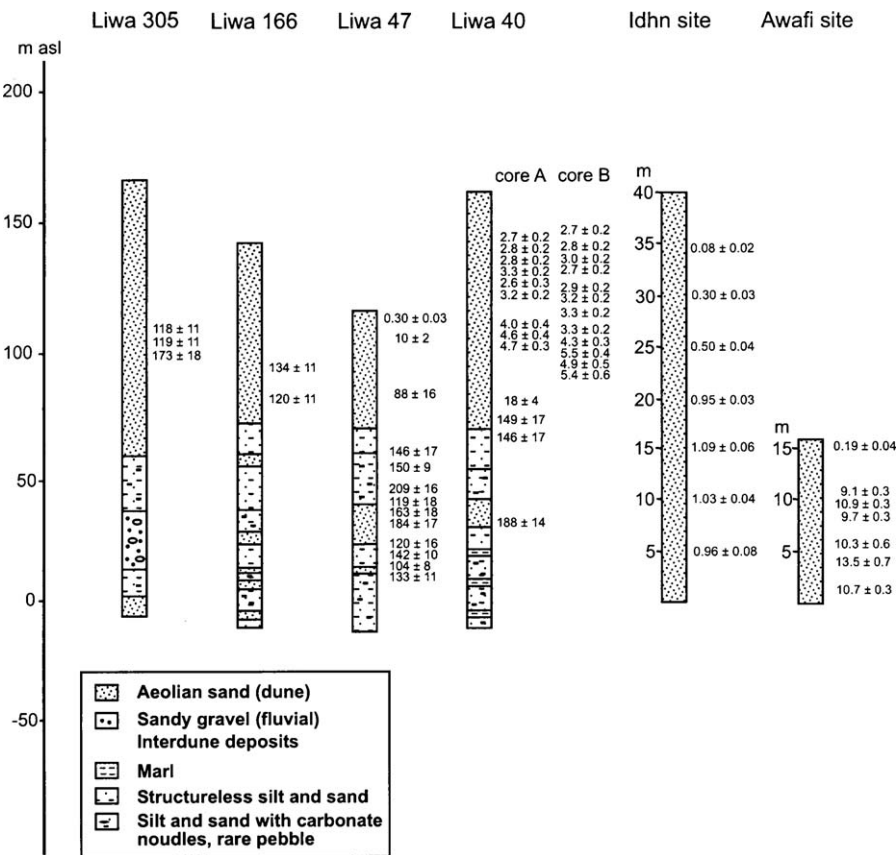 Liwa 305 Liwa 166 Liwa 47 Liwa 40 Idhn site Awafi site
m asl
200
150
100
50
0
-50
118 ± 11
119 ± 11
173 ± 18
134 ± 11
120 ± 11
0.30 ± 0.03
10 ± 2
88 ± 16
146 ± 17
150 ± 9
209 ± 16
119 ± 18
163 ± 18
184 ± 17
120 ± 16
142 ± 10
104 ± 8
133 ± 11
core A
2.7 ± 0.2
2.8 ± 0.2
2.8 ± 0.2
3.3 ± 0.2
2.6 ± 0.3
3.2 ± 0.2
4.0 ± 0.4
4.6 ± 0.4
4.7 ± 0.3
18 ± 4
149 ± 17
146 ± 17
188 ± 14
core B
2.7 ± 0.2
2.8 ± 0.2
3.0 ± 0.2
2.7 ± 0.2
2.9 ± 0.2
3.2 ± 0.2
3.3 ± 0.2
3.3 ± 0.2
4.3 ± 0.3
5.5 ± 0.4
4.9 ± 0.5
5.4 ± 0.6
m
40
35
30
25
20
15
10
5
0.08 ± 0.02
0.30 ± 0.03
0.50 ± 0.04
0.95 ± 0.03
1.09 ± 0.06
1.03 ± 0.04
0.96 ± 0.08
m
15
10
5
0.19 ± 0.04
9.1 ± 0.3
10.9 ± 0.3
9.7 ± 0.3
10.3 ± 0.6
13.5 ± 0.7
10.7 ± 0.3
Aeolian sand (dune)
Sandy gravel (fluvial)
Interdune deposits
Marl
Structureless silt and sand
Silt and sand with carbonate
noudles, rare pebble